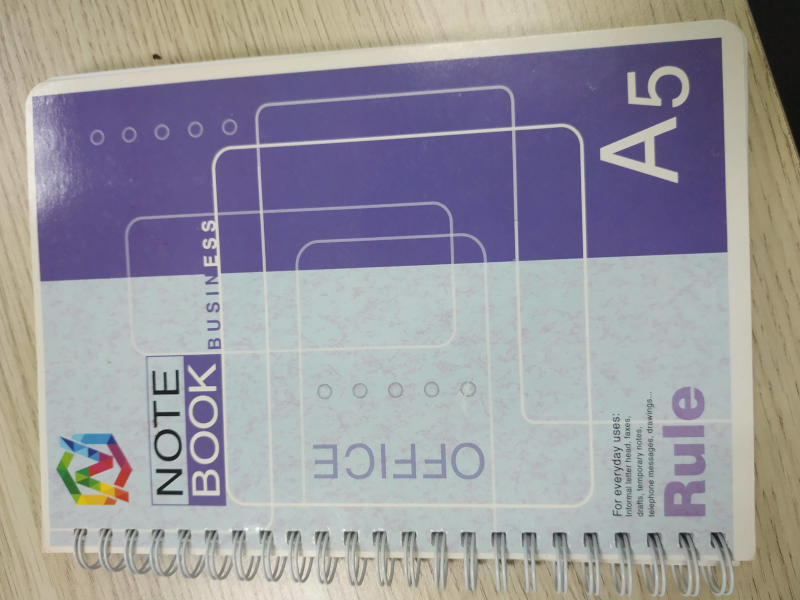 NOTE
BOOK
BUSINESS
OFFICE
A5
For everyday uses:
Informal letter head, faxes,
drafts, temporary notes,
telephone messages, drawings...
Rule